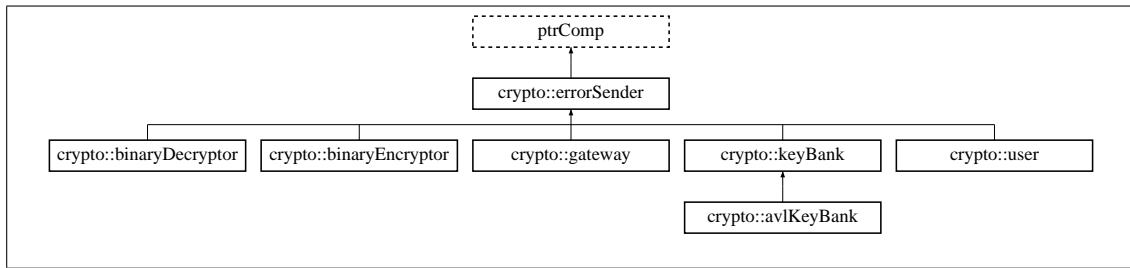 ptrComp
crypto::errorSender
crypto::binaryDecryptor crypto::binaryEncryptor crypto::gateway crypto::keyBank crypto::user
crypto::avlKeyBank